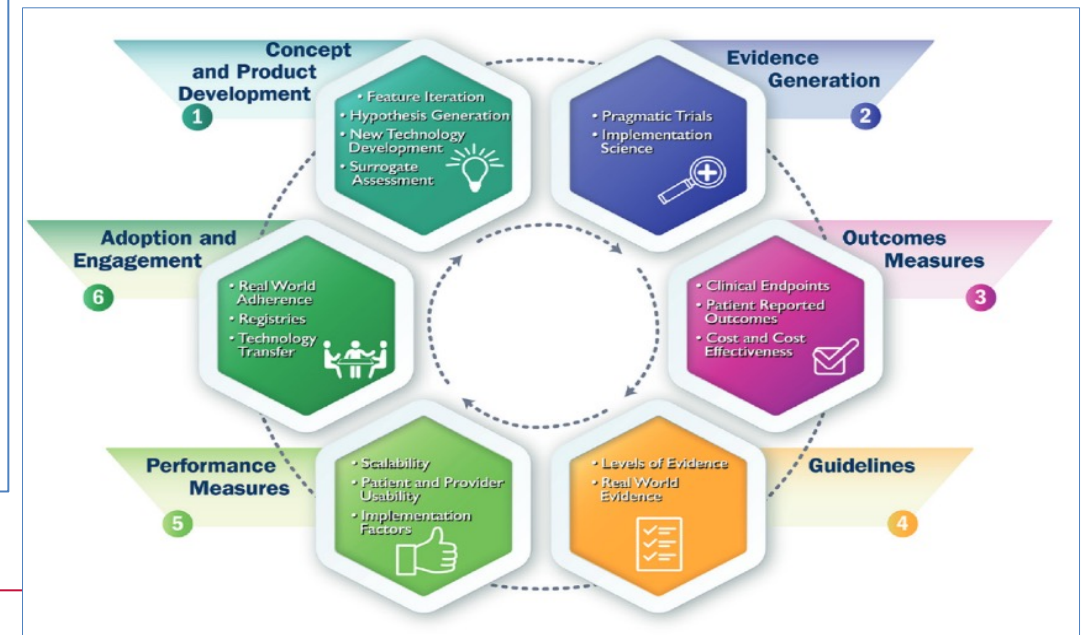 Concept
and Product
Development
1
• Feature Iteration
• Hypothesis Generation
• New Technology
Development
• Surrogate
Assessment
Evidence
Generation
2
• Pragmatic Trials
• Implementation
Science
Outcomes
Measures
3
• Clinical Endpoints
• Patient Reported
Outcomes
• Cost and Cost
Effectiveness
Guidelines
4
• Levels of Evidence
• Real World
Evidence
Performance
Measures
5
• Scalability
• Patient and Provider
Usability
• Implementation
Factors
Adoption and
Engagement
6
• Real World
Adherence
• Registries
• Technology
Transfer